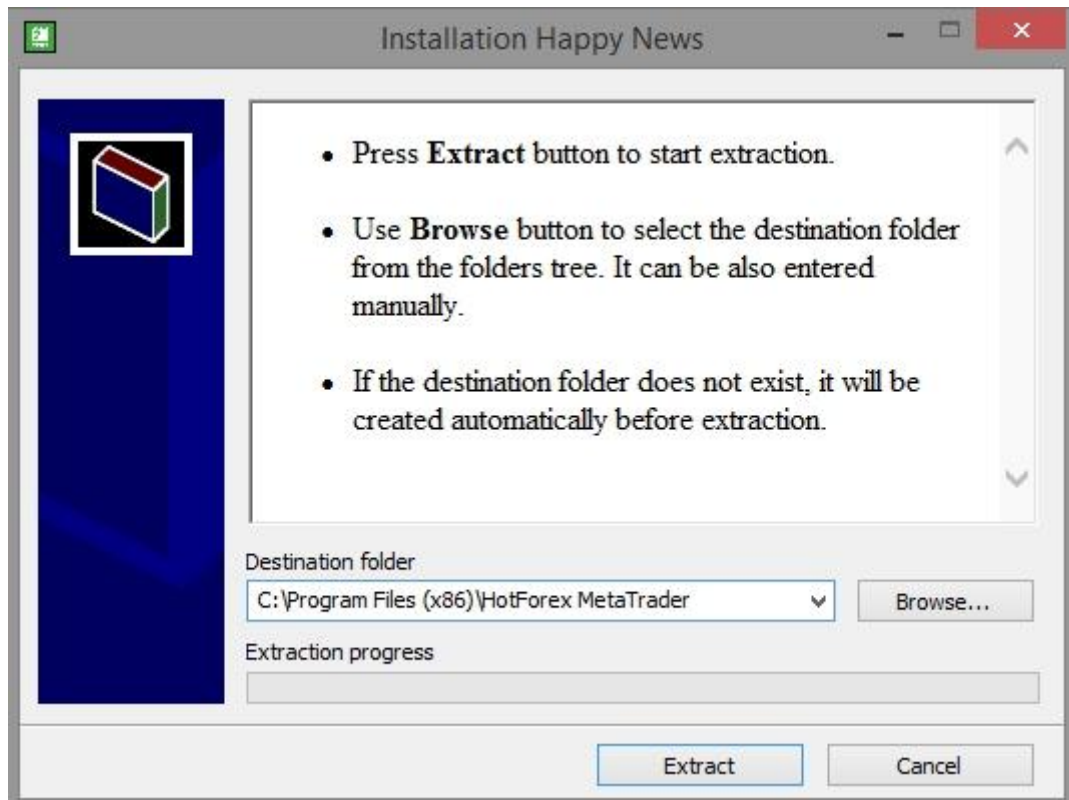 Installation Happy News
Press Extract button to start extraction.
Use Browse button to select the destination folder
from the folders tree. It can be also entered
manually.
If the destination folder does not exist, it will be
created automatically before extraction.
Destination folder
C:\Program Files (x86)\HotForex MetaTrader
Browse...
Extraction progress
Extract
Cancel